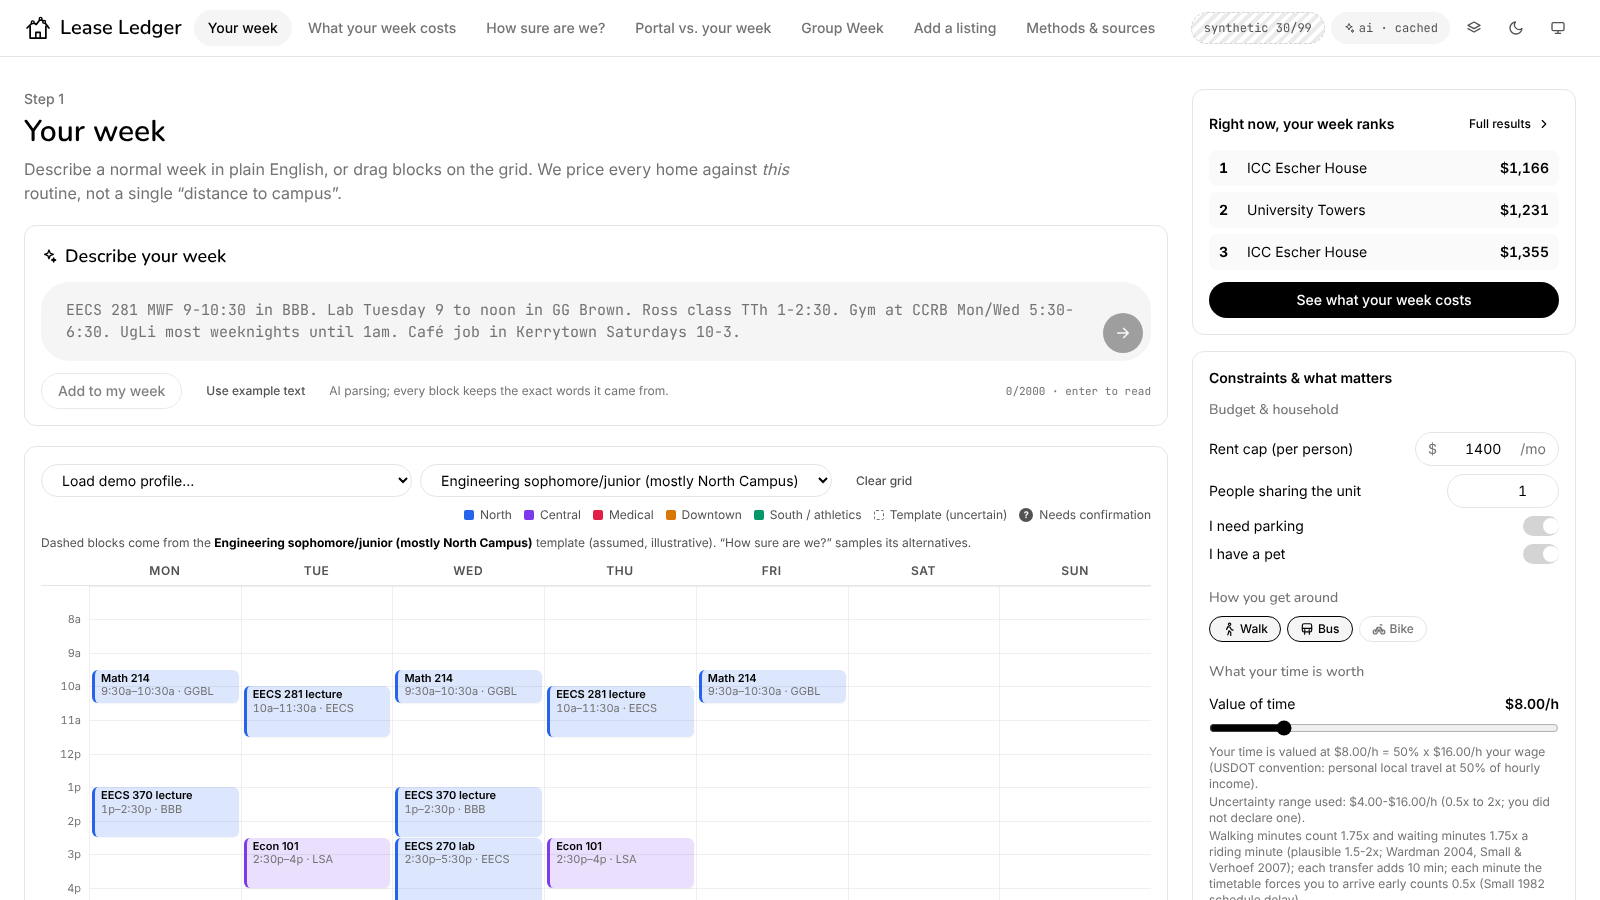 Lease Ledger
Your week
What your week costs
How sure are we?
Portal vs. your week
Group Week
Add a listing
Methods & sources
synthetic 30/99
ai · cached
Step 1
Your week
Describe a normal week in plain English, or drag blocks on the grid. We price every home against this
routine, not a single “distance to campus”.
Describe your week
EECS 281 MWF 9-10:30 in BBB. Lab Tuesday 9 to noon in GG Brown. Ross class TTh 1-2:30. Gym at CCRB Mon/Wed 5:30-
6:30. UgLi most weeknights until 1am. Café job in Kerrytown Saturdays 10-3.
Add to my week
Use example text
AI parsing; every block keeps the exact words it came from.
0/2000 · enter to read
Load demo profile...
Engineering sophomore/junior (mostly North Campus)
Clear grid
North
Central
Medical
Downtown
South / athletics
Template (uncertain)
? Needs confirmation
Dashed blocks come from the Engineering sophomore/junior (mostly North Campus) template (assumed, illustrative). “How sure are we?” samples its alternatives.
MON TUE WED THU FRI SAT SUN
8a
9a
10a
11a
12p
1p
2p
3p
4p
Math 214
9:30a–10:30a · GGBL
EECS 370 lecture
1p–2:30p · BBB
EECS 281 lecture
10a–11:30a · EECS
Econ 101
2:30p–4p · LSA
Math 214
9:30a–10:30a · GGBL
EECS 370 lecture
1p–2:30p · BBB
EECS 270 lab
2:30p–5:30p · EECS
EECS 281 lecture
10a–11:30a · EECS
Econ 101
2:30p–4p · LSA
Math 214
9:30a–10:30a · GGBL
Right now, your week ranks
Full results
1 ICC Escher House $1,166
2 University Towers $1,231
3 ICC Escher House $1,355
See what your week costs
Constraints & what matters
Budget & household
Rent cap (per person) $ 1400 /mo
People sharing the unit 1
I need parking
I have a pet
How you get around
Walk
Bus
Bike
What your time is worth
Value of time $8.00/h
Your time is valued at $8.00/h = 50% x $16.00/h your wage
(USDOT convention: personal local travel at 50% of hourly
income).
Uncertainty range used: $4.00-$16.00/h (0.5x to 2x; you did
not declare one).
Walking minutes count 1.75x and waiting minutes 1.75x a
riding minute (plausible 1.5-2x; Wardman 2004, Small &
Verhoef 2007); each transfer adds 10 min; each minute the
timetable forces you to arrive early counts 0.5x (Small 1982
schedule delay).